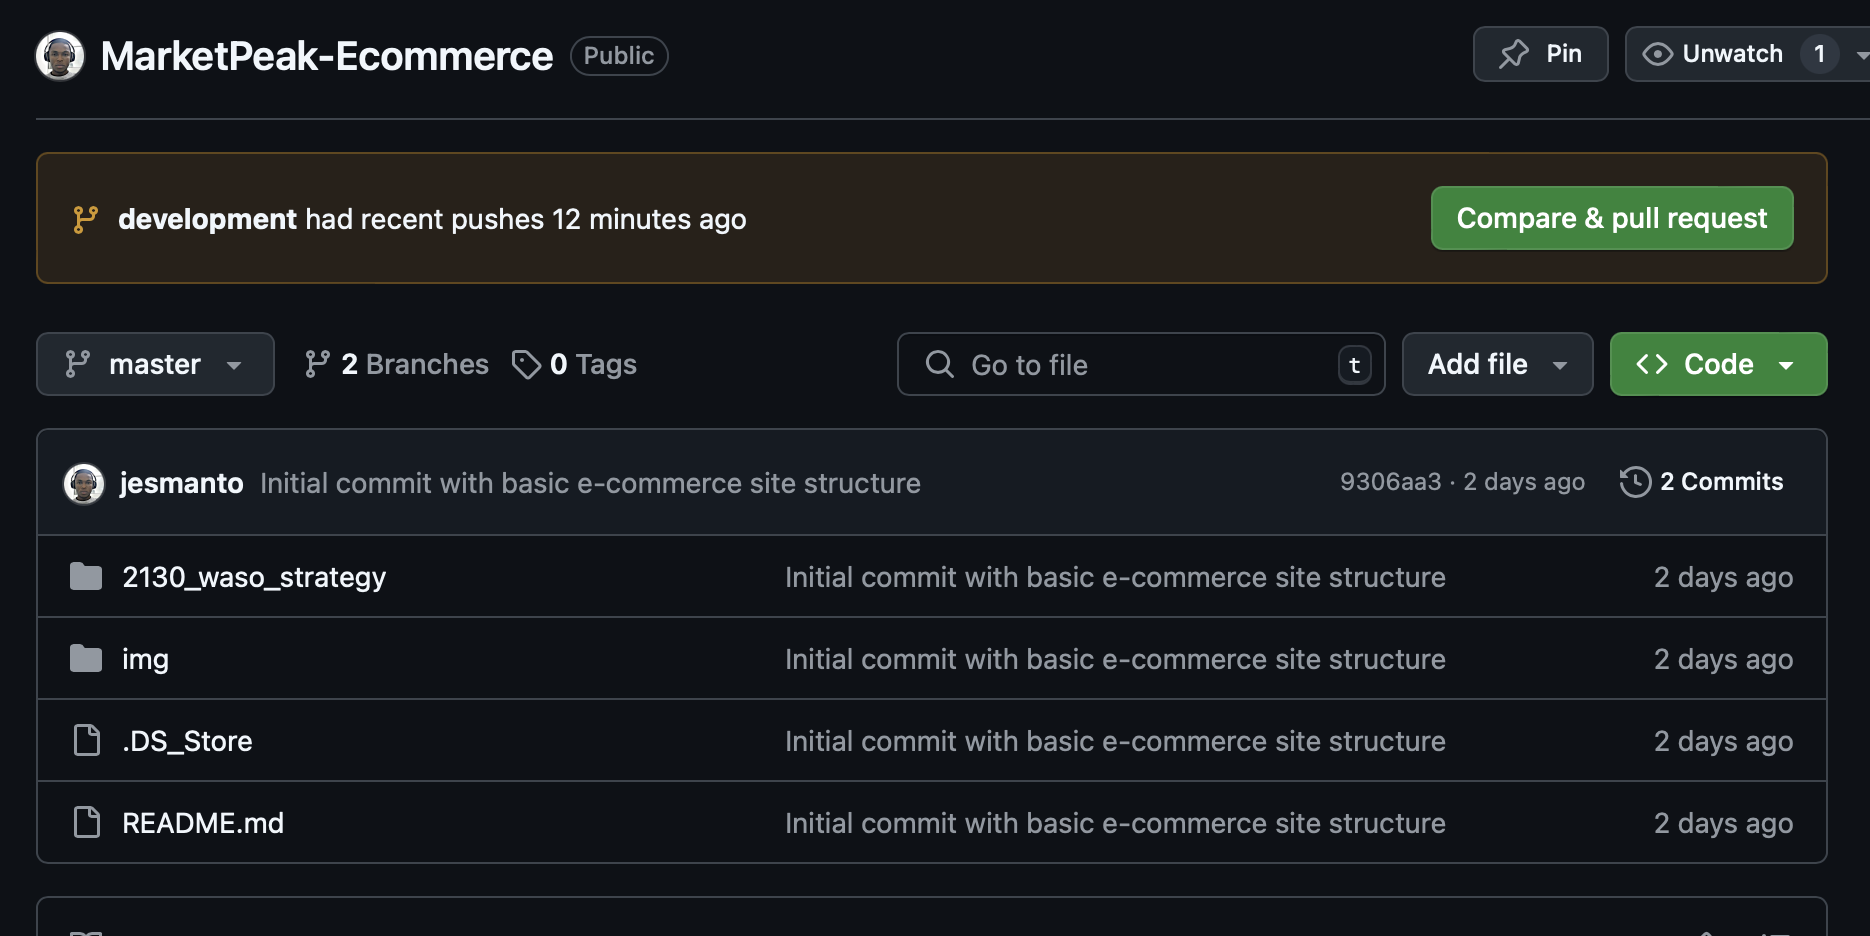 MarketPeak-Ecommerce Public Pin Unwatch 1
development had recent pushes 12 minutes ago Compare & pull request
master 2 Branches 0 Tags Go to file t Add file <> Code
jesmanto Initial commit with basic e-commerce site structure 9306aa3 · 2 days ago 2 Commits
2130_waso_strategy Initial commit with basic e-commerce site structure 2 days ago
img Initial commit with basic e-commerce site structure 2 days ago
.DS_Store Initial commit with basic e-commerce site structure 2 days ago
README.md Initial commit with basic e-commerce site structure 2 days ago